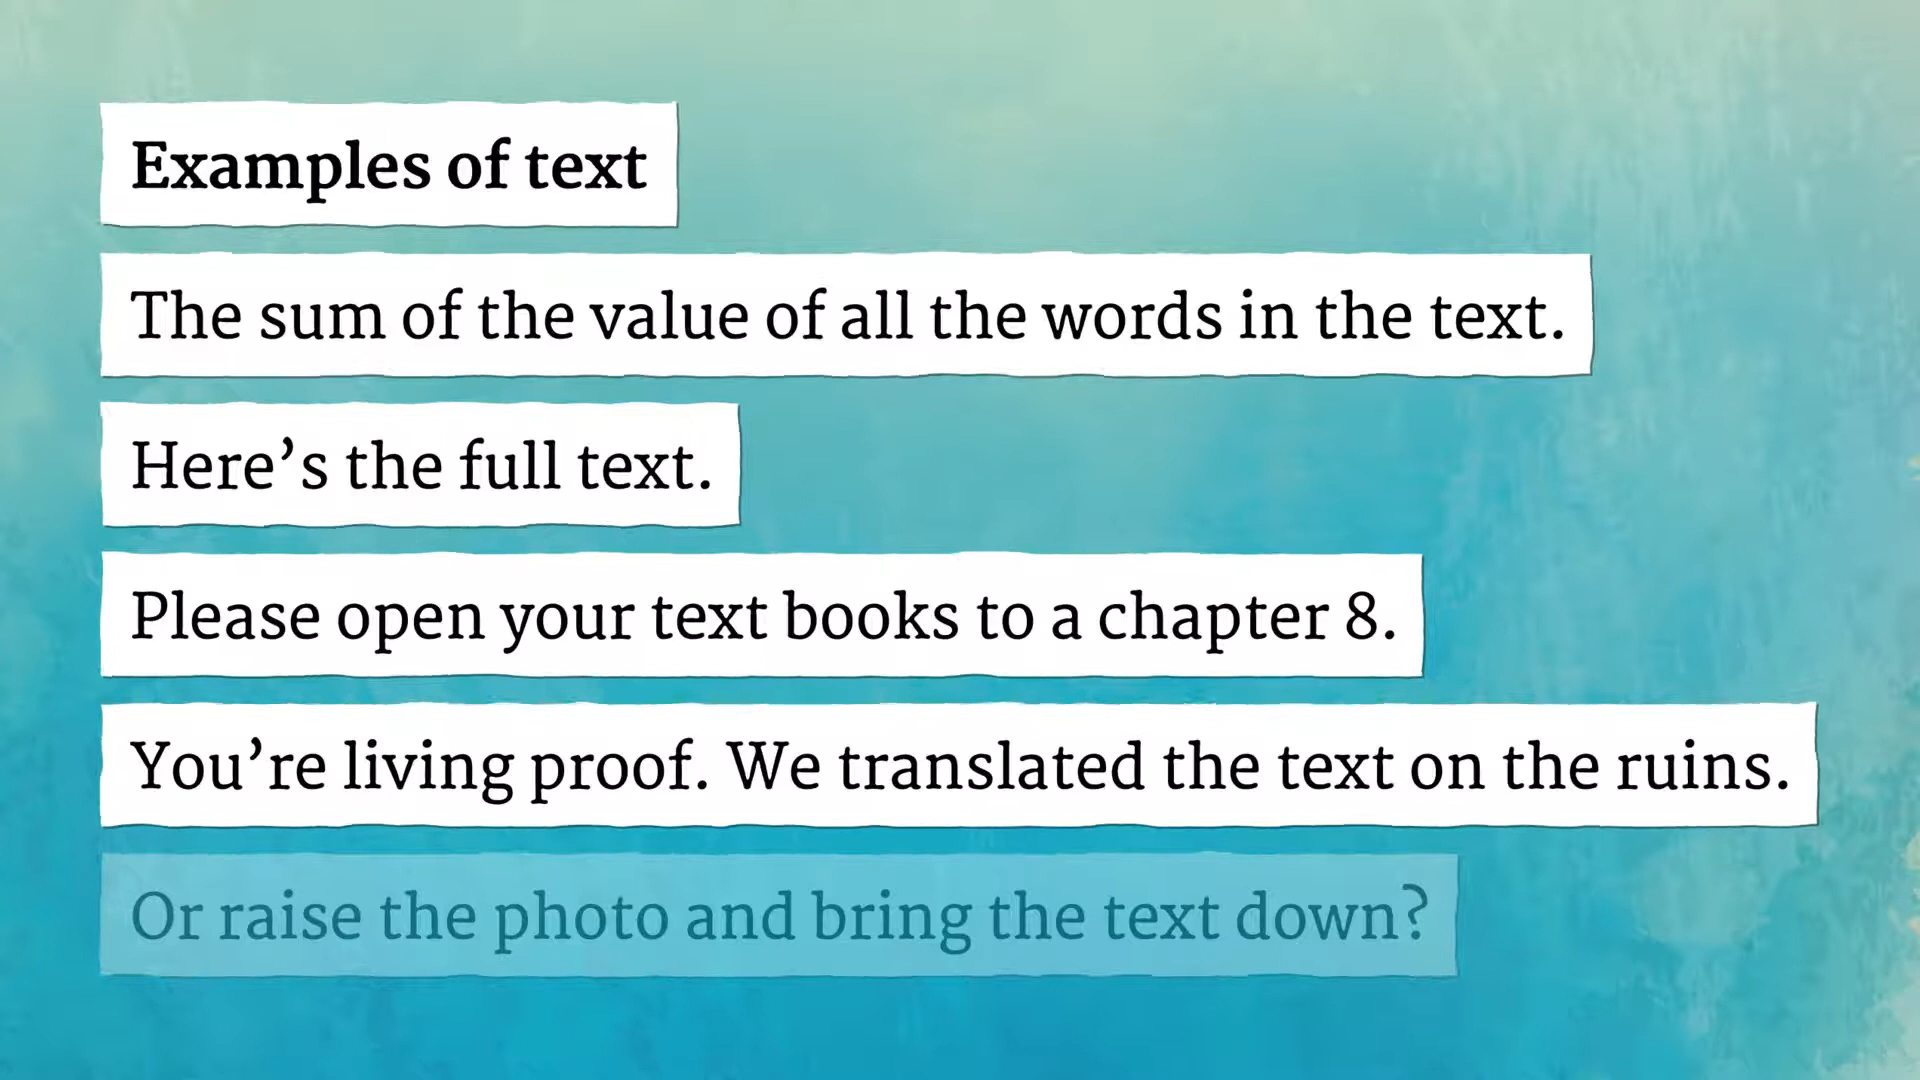 Examples of text
The sum of the value of all the words in the text.
Here’s the full text.
Please open your text books to a chapter 8.
You’re living proof. We translated the text on the ruins.
Or raise the photo and bring the text down?